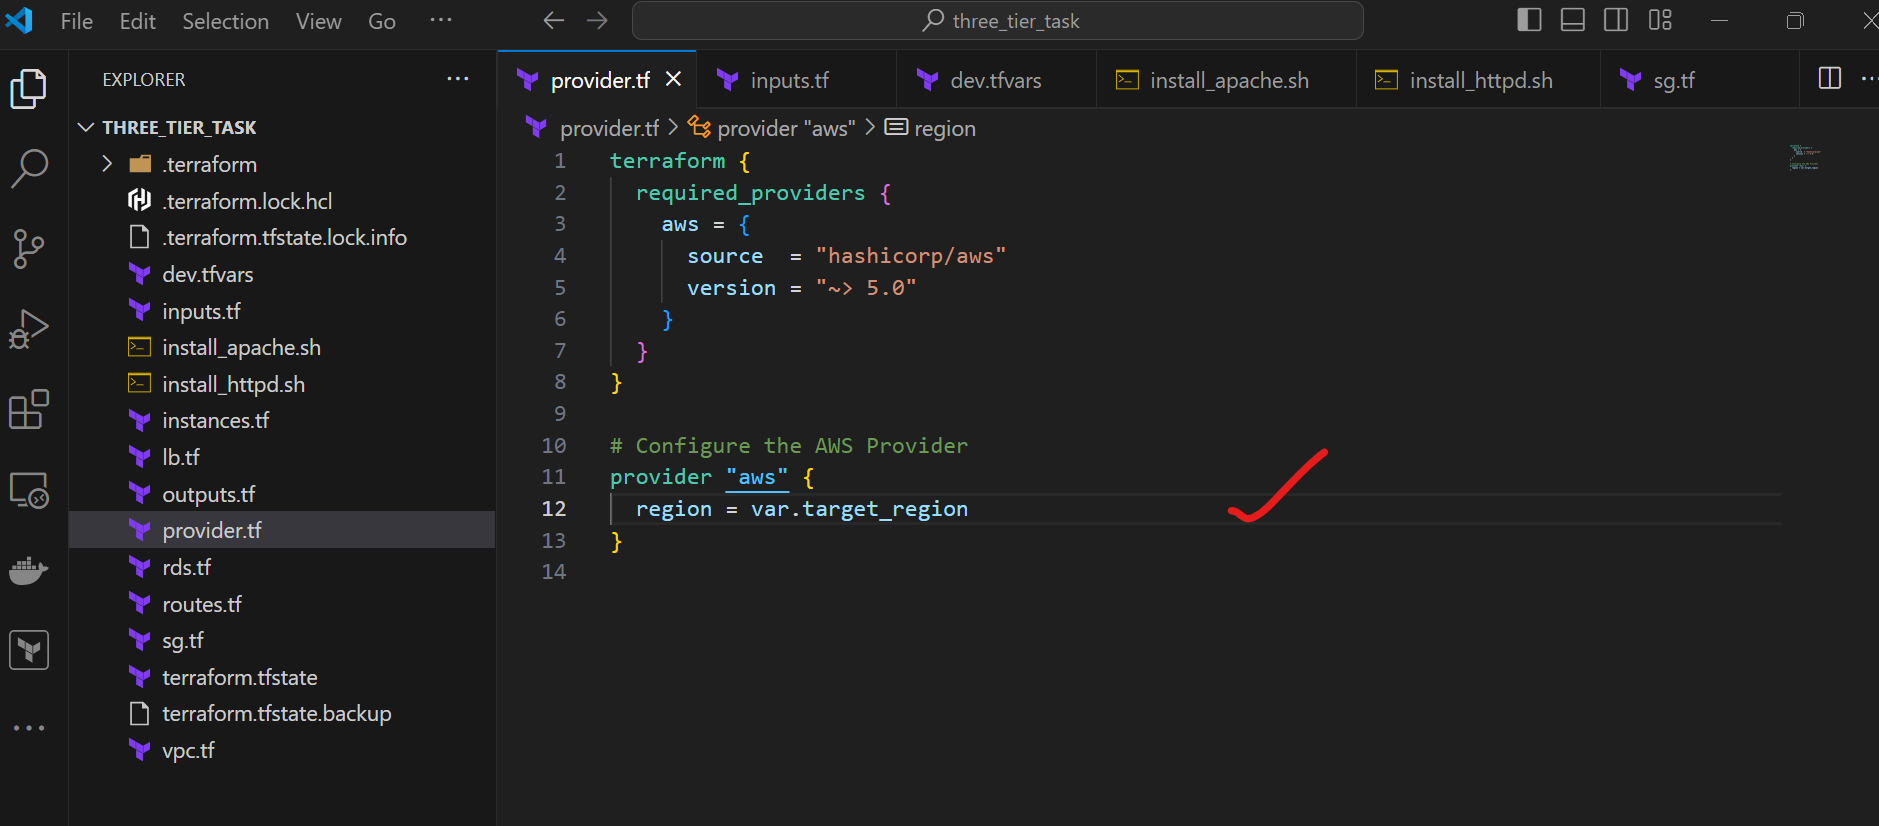 File Edit Selection View Go ...
three_tier_task
EXPLORER ...
THREE_TIER_TASK
.terraform
.terraform.lock.hcl
.terraform.tfstate.lock.info
dev.tfvars
inputs.tf
install_apache.sh
install_httpd.sh
instances.tf
lb.tf
outputs.tf
provider.tf
rds.tf
routes.tf
sg.tf
terraform.tfstate
terraform.tfstate.backup
vpc.tf
provider.tf inputs.tf dev.tfvars install_apache.sh install_httpd.sh sg.tf
provider.tf > provider "aws" > region
1 terraform {
2   required_providers {
3     aws = {
4       source  = "hashicorp/aws"
5       version = "~> 5.0"
6     }
7   }
8 }
9
10 # Configure the AWS Provider
11 provider "aws" {
12   region = var.target_region
13 }
14